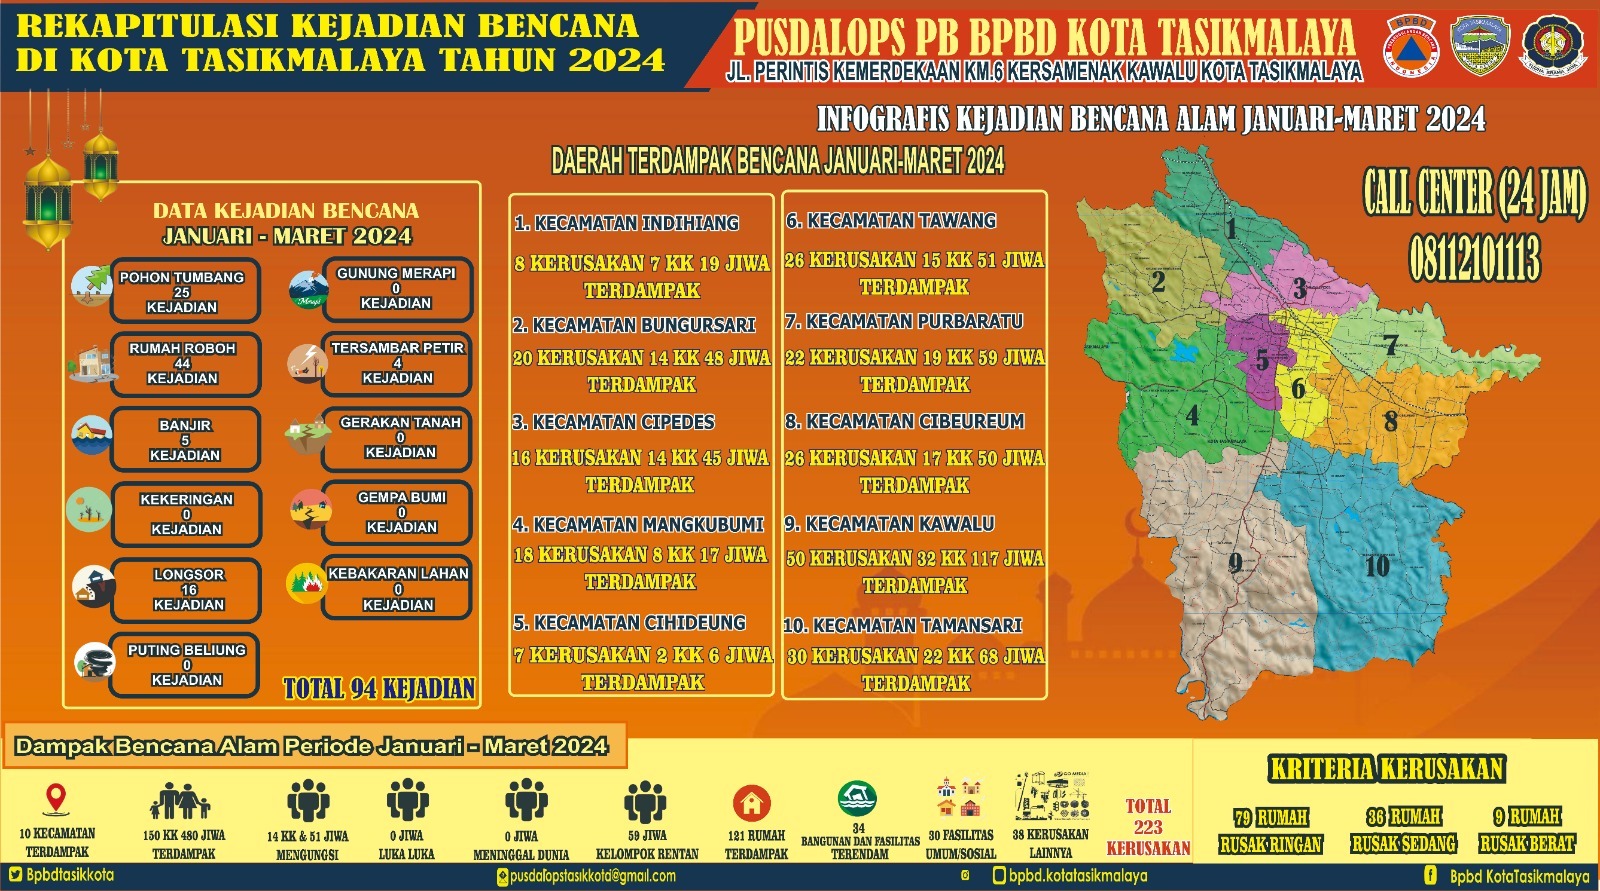 REKAPITULASI KEJADIAN BENCANA
DI KOTA TASIKMALAYA TAHUN 2024
PUSDALOPS PB BPBD KOTA TASIKMALAYA
JL. PERINTIS KEMERDEKAAN KM.6 KERSAMENAK KAWALU KOTA TASIKMALAYA
BPBD
INDONESIA
INFOGRAFIS KEJADIAN BENCANA ALAM JANUARI-MARET 2024
DAERAH TERDAMPAK BENCANA JANUARI-MARET 2024
CALL CENTER (24 JAM)
08112101113
DATA KEJADIAN BENCANA
JANUARI - MARET 2024
POHON TUMBANG
25
KEJADIAN
RUMAH ROBOH
44
KEJADIAN
BANJIR
5
KEJADIAN
KEKERINGAN
0
KEJADIAN
LONGSOR
16
KEJADIAN
PUTING BELIUNG
0
KEJADIAN
Merapi
GUNUNG MERAPI
0
KEJADIAN
TERSAMBAR PETIR
4
KEJADIAN
GERAKAN TANAH
0
KEJADIAN
GEMPA BUMI
0
KEJADIAN
KEBAKARAN LAHAN
0
KEJADIAN
TOTAL 94 KEJADIAN
1. KECAMATAN INDIHIANG
8 KERUSAKAN 7 KK 19 JIWA
TERDAMPAK
2. KECAMATAN BUNGURSARI
20 KERUSAKAN 14 KK 48 JIWA
TERDAMPAK
3. KECAMATAN CIPEDES
16 KERUSAKAN 14 KK 45 JIWA
TERDAMPAK
4. KECAMATAN MANGKUBUMI
18 KERUSAKAN 8 KK 17 JIWA
TERDAMPAK
5. KECAMATAN CIHIDEUNG
7 KERUSAKAN 2 KK 6 JIWA
TERDAMPAK
6. KECAMATAN TAWANG
26 KERUSAKAN 15 KK 51 JIWA
TERDAMPAK
7. KECAMATAN PURBARATU
22 KERUSAKAN 19 KK 59 JIWA
TERDAMPAK
8. KECAMATAN CIBEUREUM
26 KERUSAKAN 17 KK 50 JIWA
TERDAMPAK
9. KECAMATAN KAWALU
50 KERUSAKAN 32 KK 117 JIWA
TERDAMPAK
10. KECAMATAN TAMANSARI
30 KERUSAKAN 22 KK 68 JIWA
TERDAMPAK
1
2
3
4
5
6
7
8
9
10
Dampak Bencana Alam Periode Januari - Maret 2024
10 KECAMATAN
TERDAMPAK
150 KK 480 JIWA
TERDAMPAK
14 KK & 51 JIWA
MENGUNGSI
0 JIWA
LUKA LUKA
0 JIWA
MENINGGAL DUNIA
59 JIWA
KELOMPOK RENTAN
121 RUMAH
TERDAMPAK
34
BANGUNAN DAN FASILITAS
TERENDAM
30 FASILITAS
UMUM/SOSIAL
GO MEDIA
38 KERUSAKAN
LAINNYA
TOTAL
223
KERUSAKAN
KRITERIA KERUSAKAN
79 RUMAH
RUSAK RINGAN
36 RUMAH
RUSAK SEDANG
9 RUMAH
RUSAK BERAT
Bpbdtasikkota
pusdalopstasikkota@gmail.com
bpbd.kotatasikmalaya
Bpbd KotaTasikmalaya